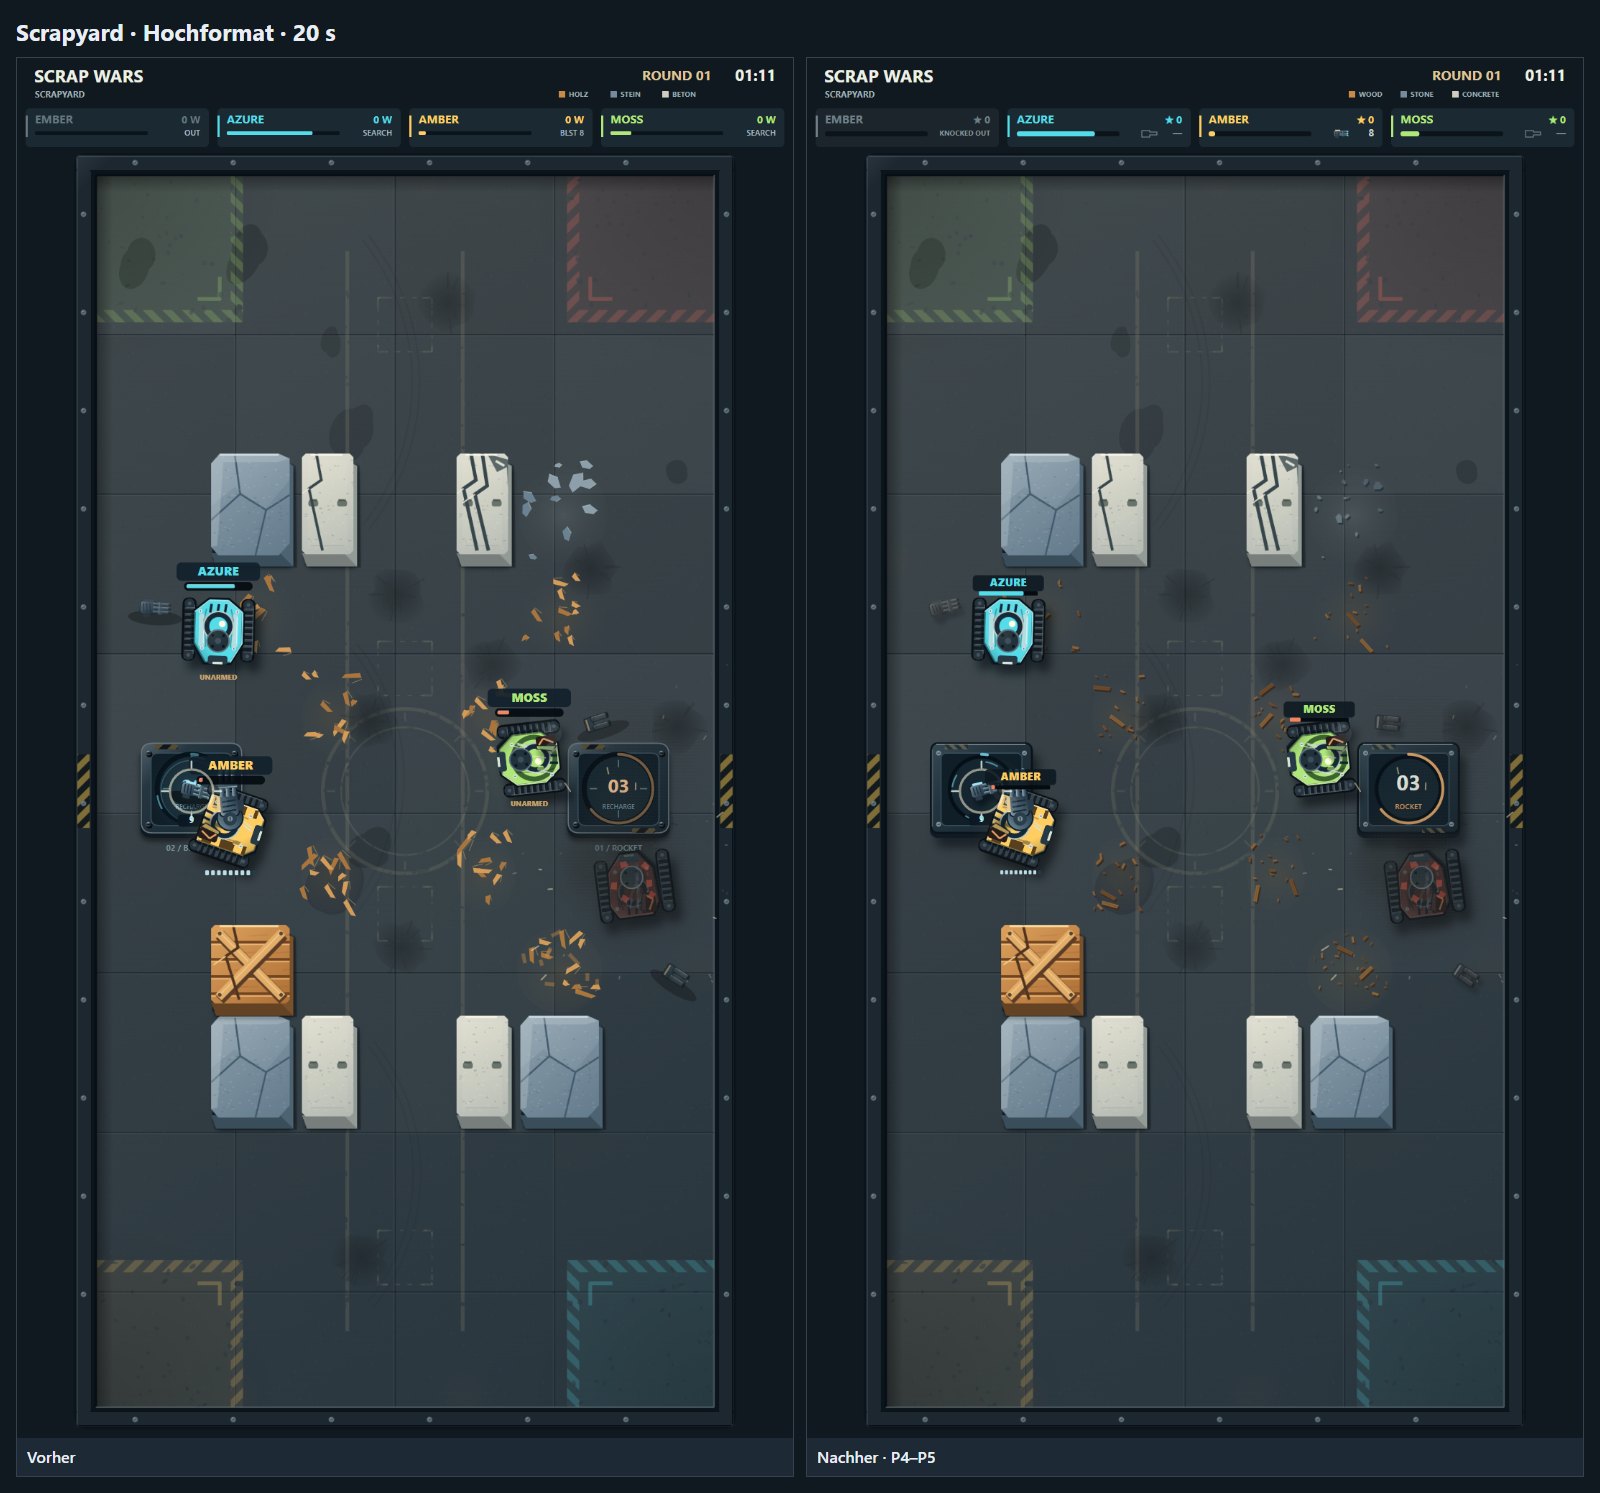 Scrapyard · Hochformat · 20 s
SCRAP WARS
ROUND 01
01:11
SCRAPYARD
HOLZ
STEIN
BETON
EMBER
0 W
OUT
AZURE
0 W
SEARCH
AMBER
0 W
BLST 8
MOSS
0 W
SEARCH
AZURE
UNARMED
MOSS
UNARMED
AMBER
03
RECHARGE
01 / ROCKET
02 / B
Vorher
SCRAP WARS
ROUND 01
01:11
SCRAPYARD
WOOD
STONE
CONCRETE
EMBER
★ 0
KNOCKED OUT
AZURE
★ 0
—
AMBER
★ 0
8
MOSS
★ 0
—
AZURE
MOSS
AMBER
03
ROCKET
Nachher · P4–P5